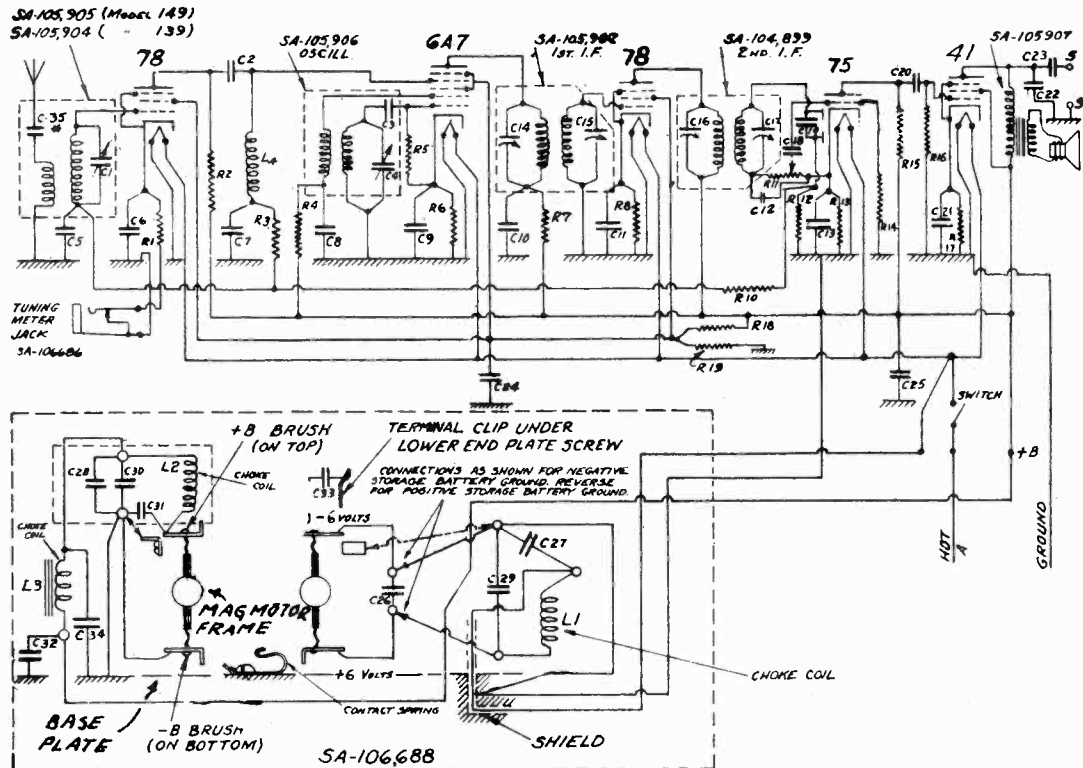 SA-105,905 (MODEL 149)
SA-105,904 ( " 139)
78
C2
SA-105,906
OSCILL.
6A7
SA-105,902
1ST. I.F.
78
SA-104,899
2ND. I.F.
75
C20
41
SA-105907
C23
S
C22
S
C35
*
C1
C5
C6
R1
R2
L4
C7
R3
R4
C8
C3
C4
R5
C9
R6
C14
C15
C10
R7
C11
R8
C16
C17
C18
R11
C12
R12
C13
R13
R14
R15
R16
C21
R17
TUNING
METER
JACK
SA-106686
R10
R18
R19
C24
C25
SWITCH
+B
HOT
A
GROUND
+B BRUSH
(ON TOP)
TERMINAL CLIP UNDER
LOWER END PLATE SCREW
CONNECTIONS AS SHOWN FOR NEGATIVE
STORAGE BATTERY GROUND. REVERSE
FOR POSITIVE STORAGE BATTERY GROUND.
C28
C30
L2
CHOKE
COIL
C31
C33
-6 VOLTS
C27
C29
C26
L1
CHOKE
COIL
L3
C34
C32
MAG MOTOR
FRAME
CHOKE COIL
+6 VOLTS
CONTACT SPRING
BASE
PLATE
-B BRUSH
(ON BOTTOM)
SHIELD
SA-106,688